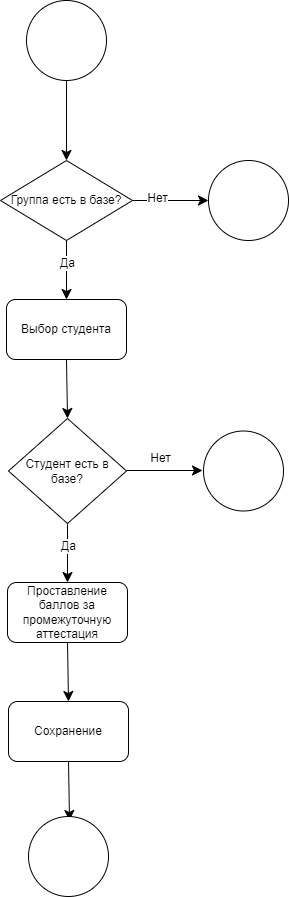 Группа есть в базе?
Нет
Да
Выбор студента
Студент есть в
базе?
Нет
Да
Проставление
баллов за
промежуточную
аттестация
Сохранение